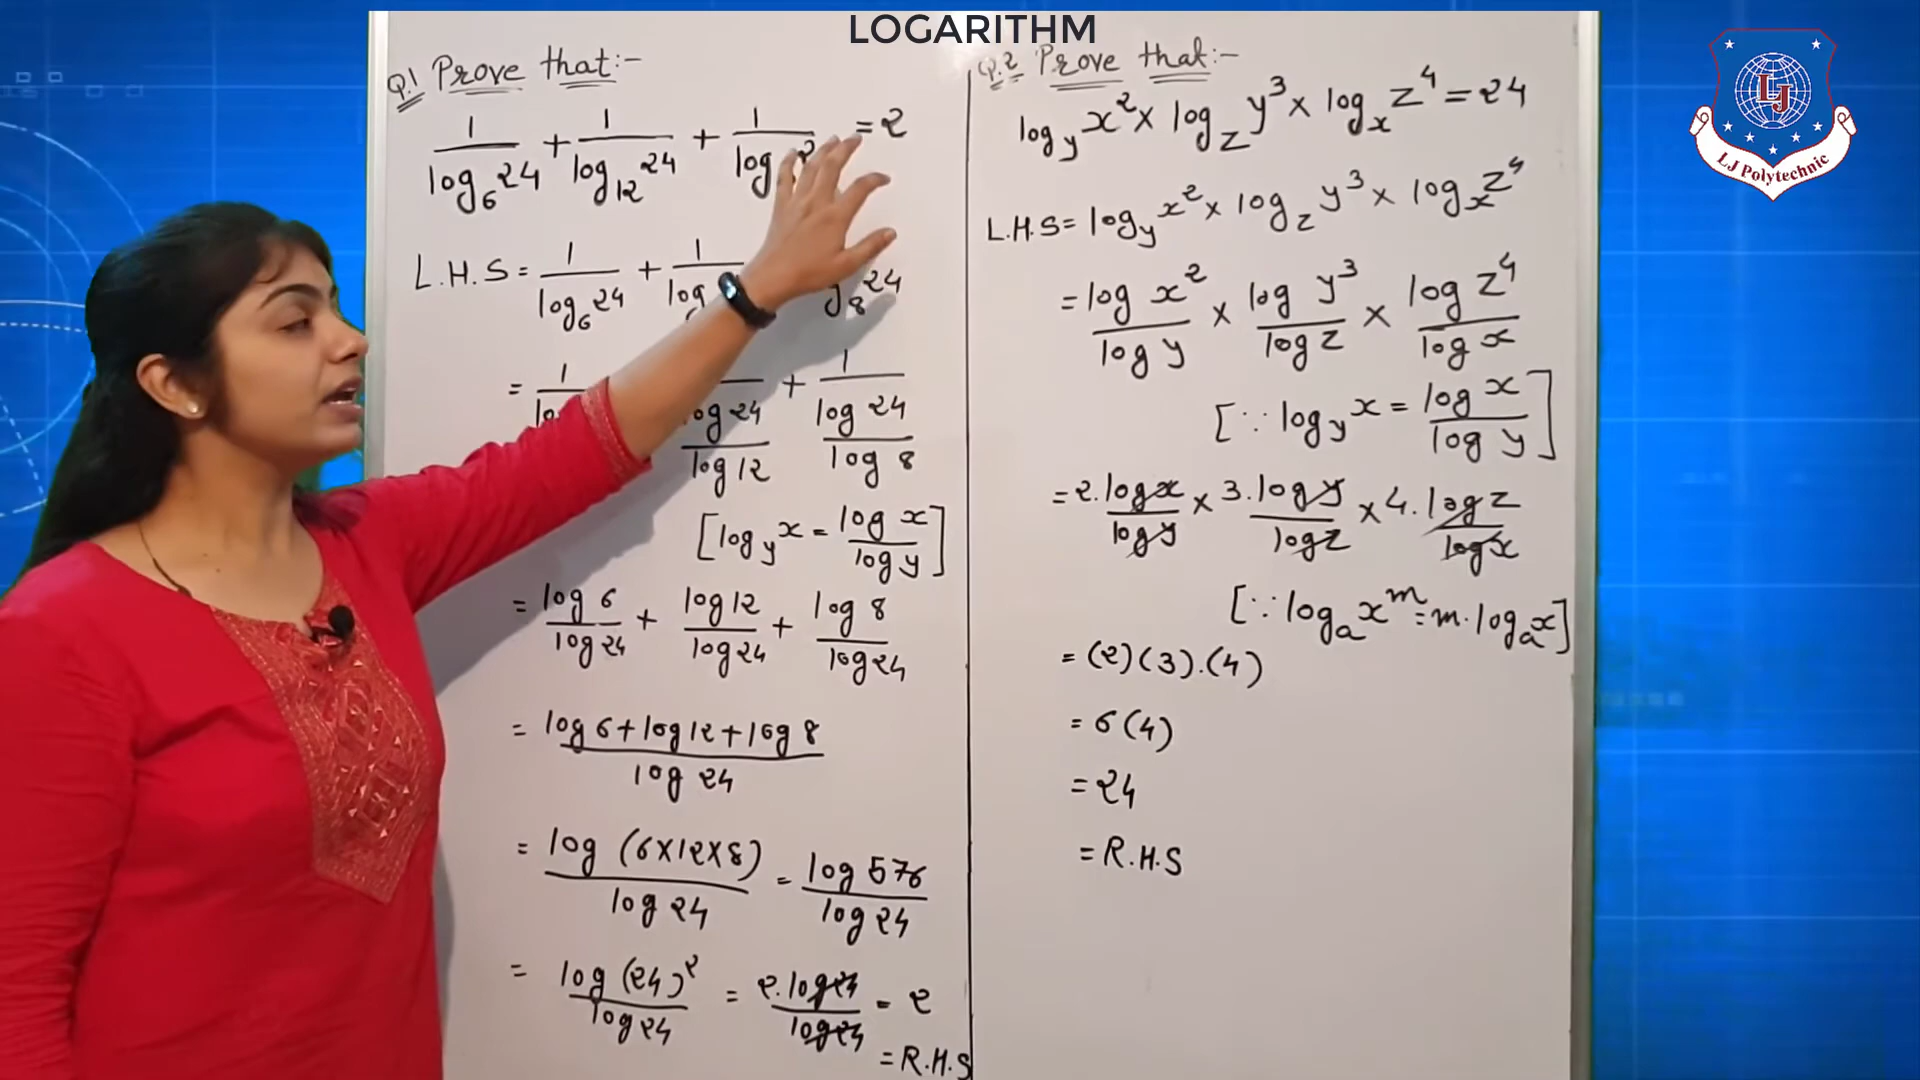 LOGARITHM
Q.1 Prove that:-
1/log₆24 + 1/log₁₂24 + 1/log = 2
L.H.S = 1/log₆24 + 1/log ₈24
= 1/ + 1/(log 24/log 8)
log 24/log 12
[log_y x = log x/log y]
= log 6/log 24 + log 12/log 24 + log 8/log 24
= (log 6 + log 12 + log 8)/log 24
= log (6×12×8)/log 24 = log 576/log 24
= log (24)²/log 24 = 2.log 24/log 24 = 2
= R.H.S
Q.2 Prove that:-
log_y x² × log_z y³ × log_x z⁴ = 24
L.H.S = log_y x² × log_z y³ × log_x z⁴
= log x²/log y × log y³/log z × log z⁴/log x
[∵ log_y x = log x/log y]
= 2.log x/log y × 3.log y/log z × 4.log z/log x
[∵ log_a x^m = m.log_a x]
= (2)(3).(4)
= 6(4)
= 24
= R.H.S
LJ
LJ Polytechnic